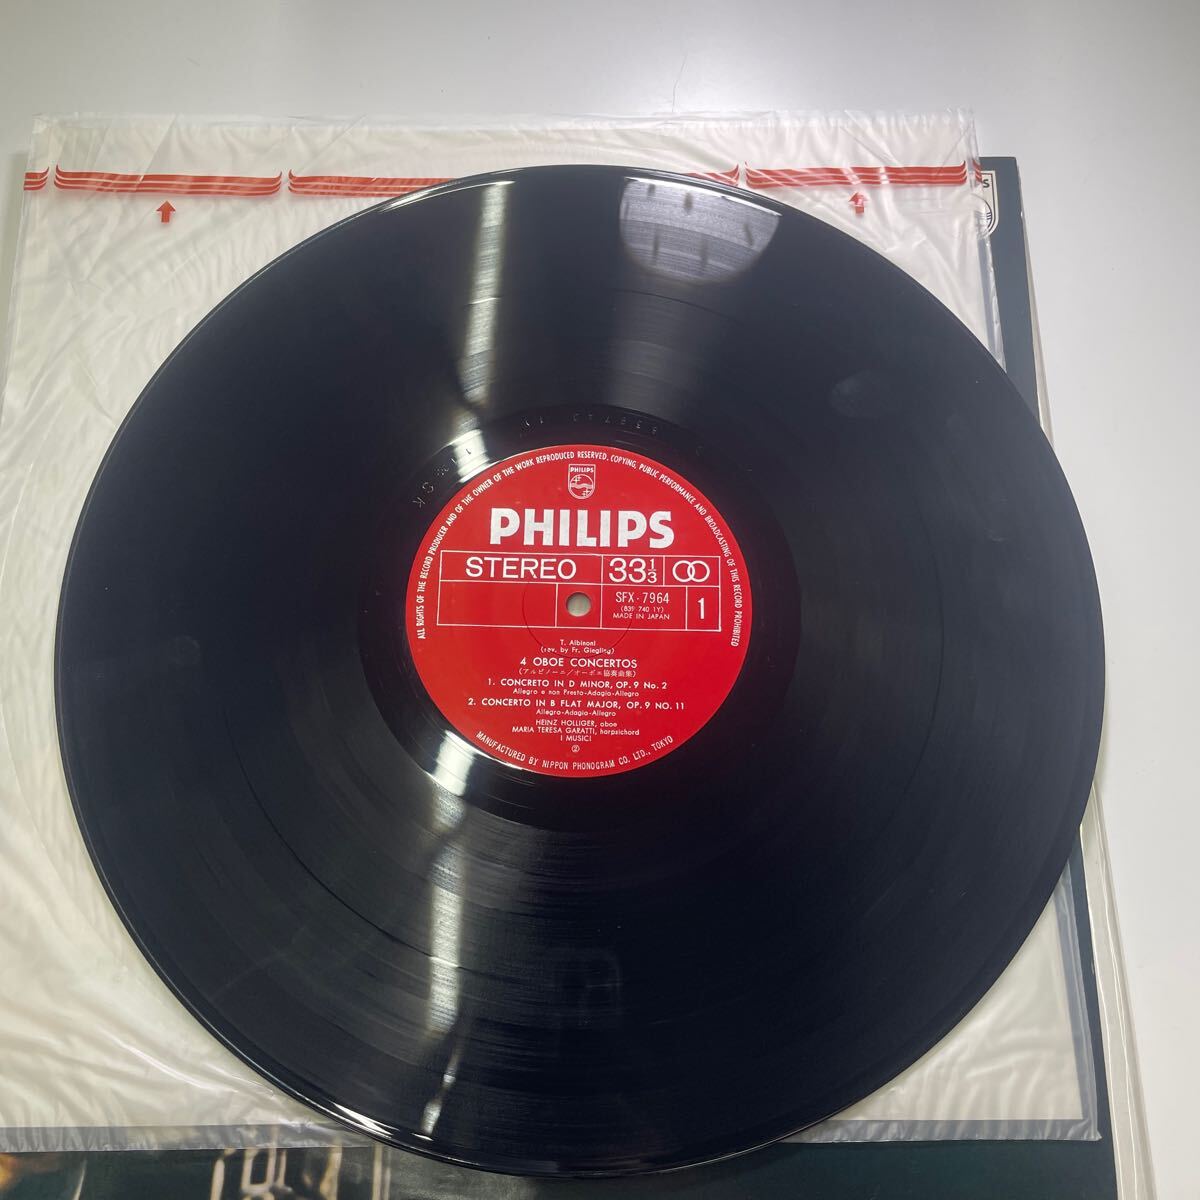 ALL RIGHTS OF THE RECORD PRODUCER AND OF THE OWNER OF THE WORK REPRODUCED RESERVED. COPYING, PUBLIC PERFORMANCE AND BROADCASTING OF THIS RECORD PROHIBITED
PHILIPS
PHILIPS
STEREO 33 1/3
SFX-7964
(839 740 1Y)
MADE IN JAPAN
1
T. Albinoni
(rev. by Fr. Giegling)
4 OBOE CONCERTOS
(アルビノーニ/オーボエ協奏曲集)
1. CONCRETO IN D MINOR, OP. 9 No. 2
Allegro e non Presto-Adagio-Allegro
2. CONCERTO IN B FLAT MAJOR, OP. 9 NO. 11
Allegro-Adagio-Allegro
HEINZ HOLLIGER, oboe
MARIA TERESA GARATTI, harpsichord
I MUSICI
②
MANUFACTURED BY NIPPON PHONOGRAM CO. LTD., TOKYO